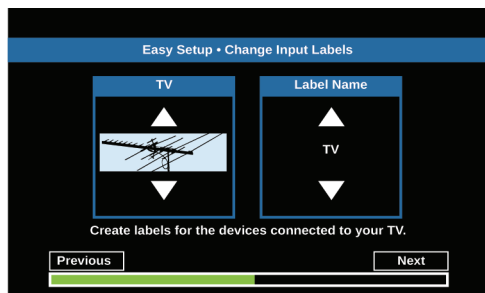 Easy Setup • Change Input Labels
TV
Label Name
TV
Create labels for the devices connected to your TV.
Previous
Next